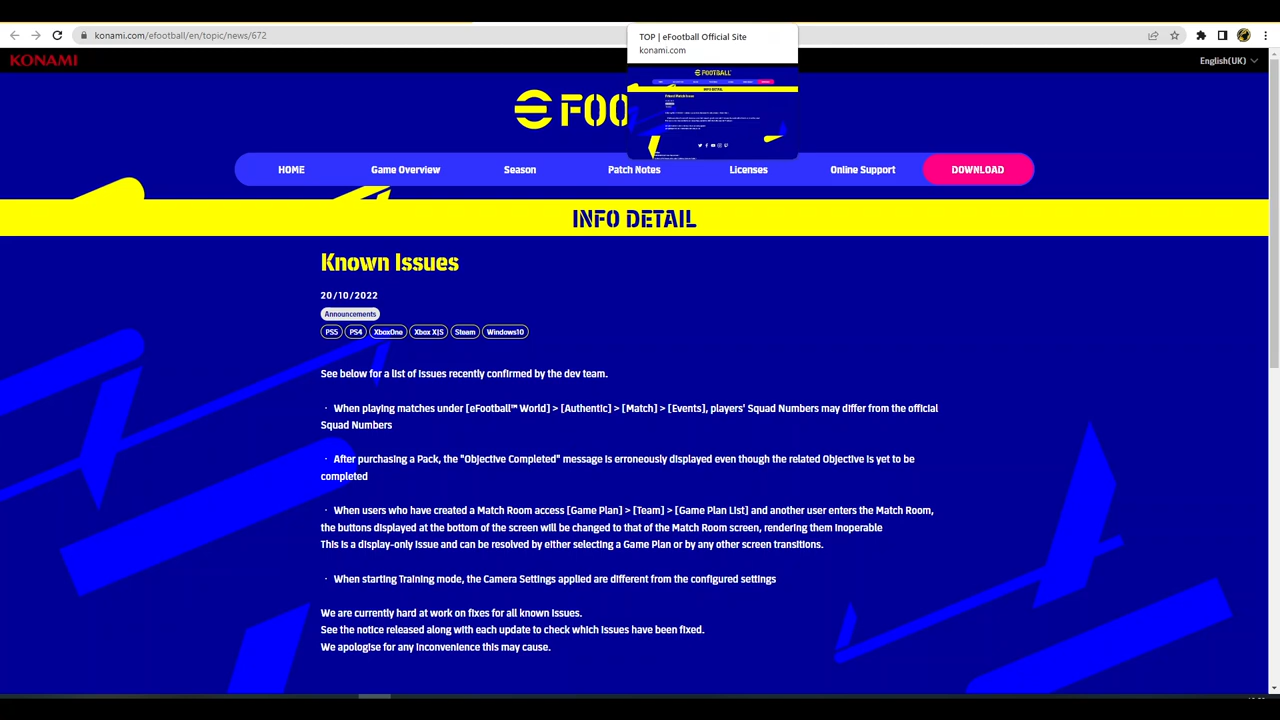 konami.com/efootball/en/topic/news/672
TOP | eFootball Official Site
konami.com
KONAMI
English(UK)
FOOTBALL
INFO DETAIL
HOME
Game Overview
Season
Patch Notes
Licenses
Online Support
DOWNLOAD
INFO DETAIL
Known Issues
20/10/2022
Announcements
PS5 PS4 XboxOne Xbox X|S Steam Windows10
See below for a list of issues recently confirmed by the dev team.
・ When playing matches under [eFootball™ World] > [Authentic] > [Match] > [Events], players' Squad Numbers may differ from the official
Squad Numbers
・ After purchasing a Pack, the "Objective Completed" message is erroneously displayed even though the related Objective is yet to be
completed
・ When users who have created a Match Room access [Game Plan] > [Team] > [Game Plan List] and another user enters the Match Room,
the buttons displayed at the bottom of the screen will be changed to that of the Match Room screen, rendering them inoperable
This is a display-only issue and can be resolved by either selecting a Game Plan or by any other screen transitions.
・ When starting Training mode, the Camera Settings applied are different from the configured settings
We are currently hard at work on fixes for all known issues.
See the notice released along with each update to check which issues have been fixed.
We apologise for any inconvenience this may cause.